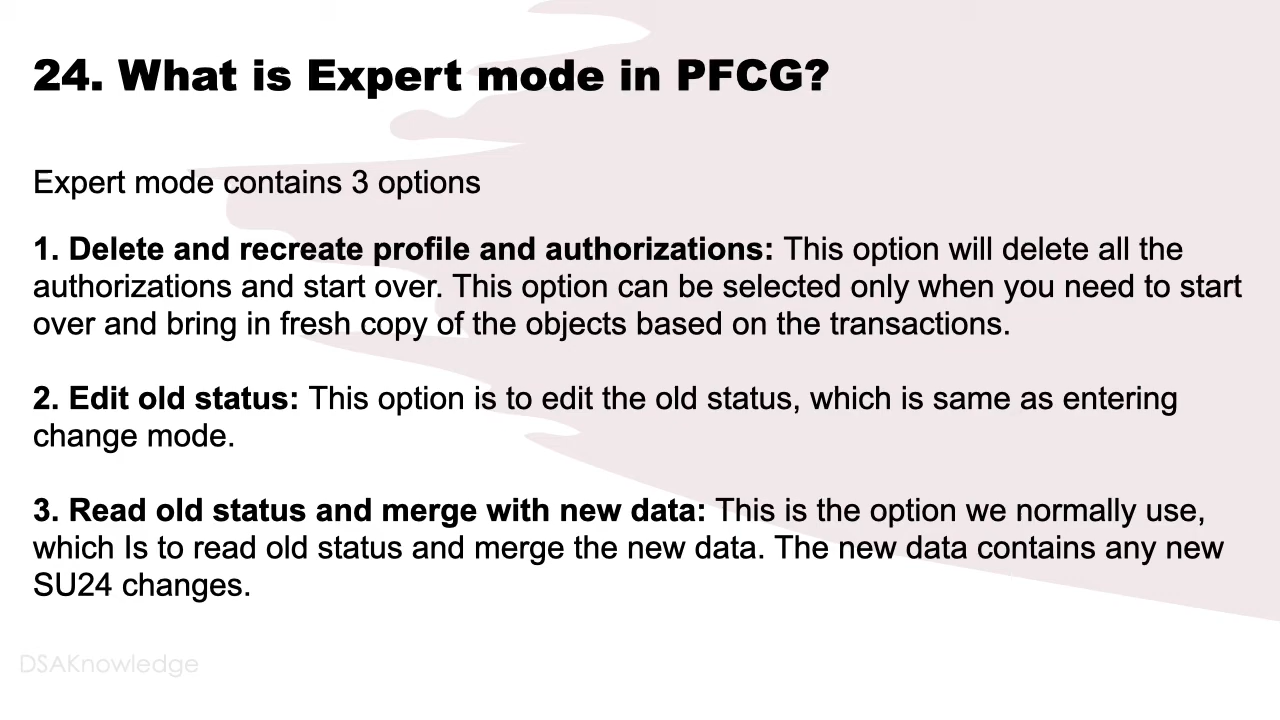 24. What is Expert mode in PFCG?
Expert mode contains 3 options
1. Delete and recreate profile and authorizations: This option will delete all the
authorizations and start over. This option can be selected only when you need to start
over and bring in fresh copy of the objects based on the transactions.
2. Edit old status: This option is to edit the old status, which is same as entering
change mode.
3. Read old status and merge with new data: This is the option we normally use,
which Is to read old status and merge the new data. The new data contains any new
SU24 changes.
DSAKnowledge